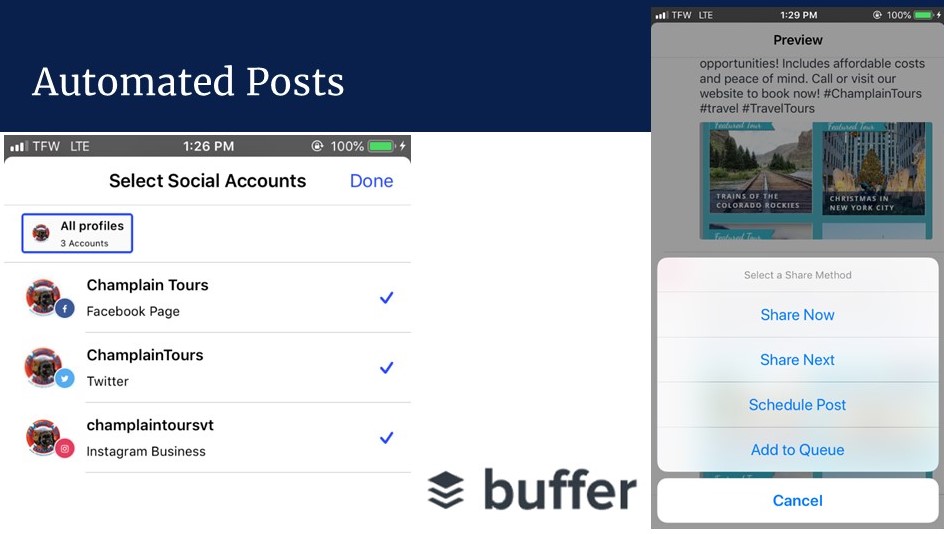 Automated Posts
TFW LTE 1:26 PM 100%
Select Social Accounts Done
All profiles
3 Accounts
Champlain Tours
Facebook Page
ChamplainTours
Twitter
champlaintoursvt
Instagram Business
buffer
TFW LTE 1:29 PM 100%
Preview
opportunities! Includes affordable costs
and peace of mind. Call or visit our
website to book now! #ChamplainTours
#travel #TravelTours
Featured Tour Featured Tour
TRAINS OF THE
COLORADO ROCKIES
CHRISTMAS IN
NEW YORK CITY
Featured Tour Featured Tour
Select a Share Method
Share Now
Share Next
Schedule Post
Add to Queue
Cancel